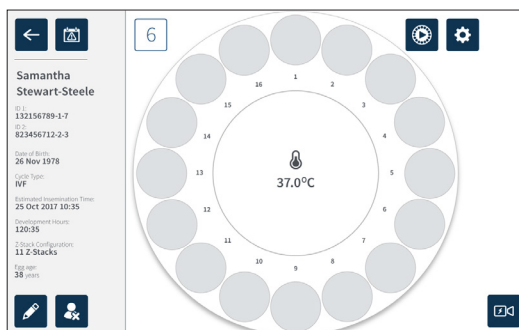 6
Samantha
Stewart-Steele
ID 1:
132156789-1-7
ID 2:
823456712-2-3
Date of Birth:
26 Nov 1978
Cycle Type:
IVF
Estimated Insemination Time:
25 Oct 2017 10:35
Development Hours:
120:35
Z-Stack Configuration:
11 Z-Stacks
Egg age:
38 years
1
2
3
4
5
6
7
8
9
10
11
12
13
14
15
16
37.0°C